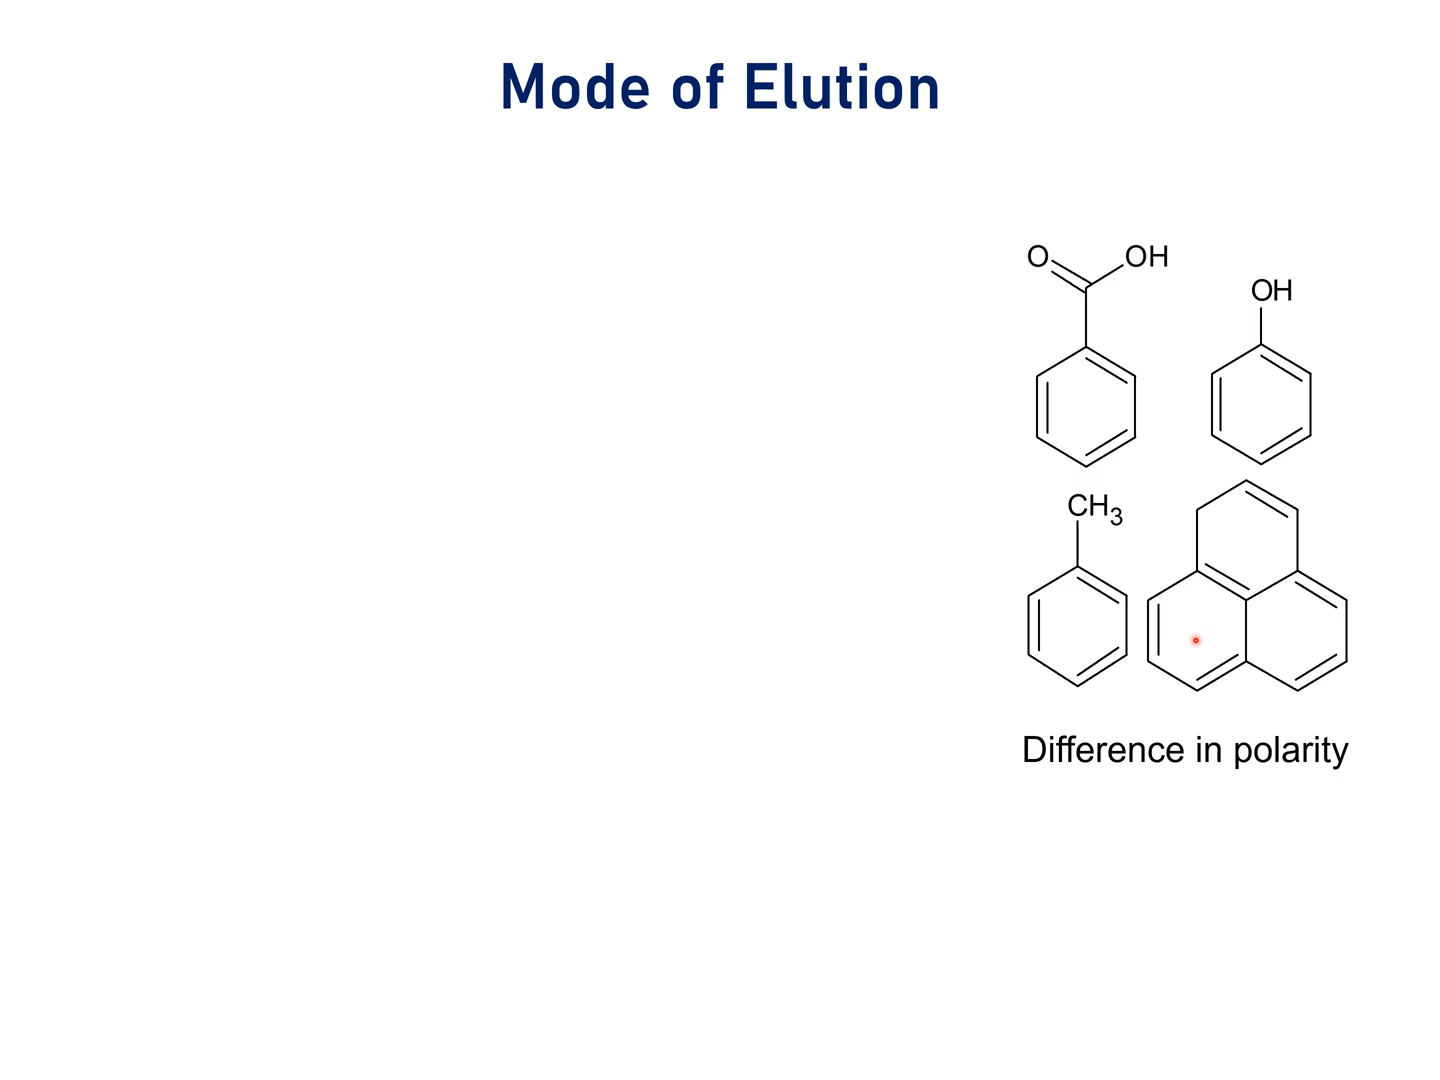 Mode of Elution
O OH
OH
CH3
Difference in polarity